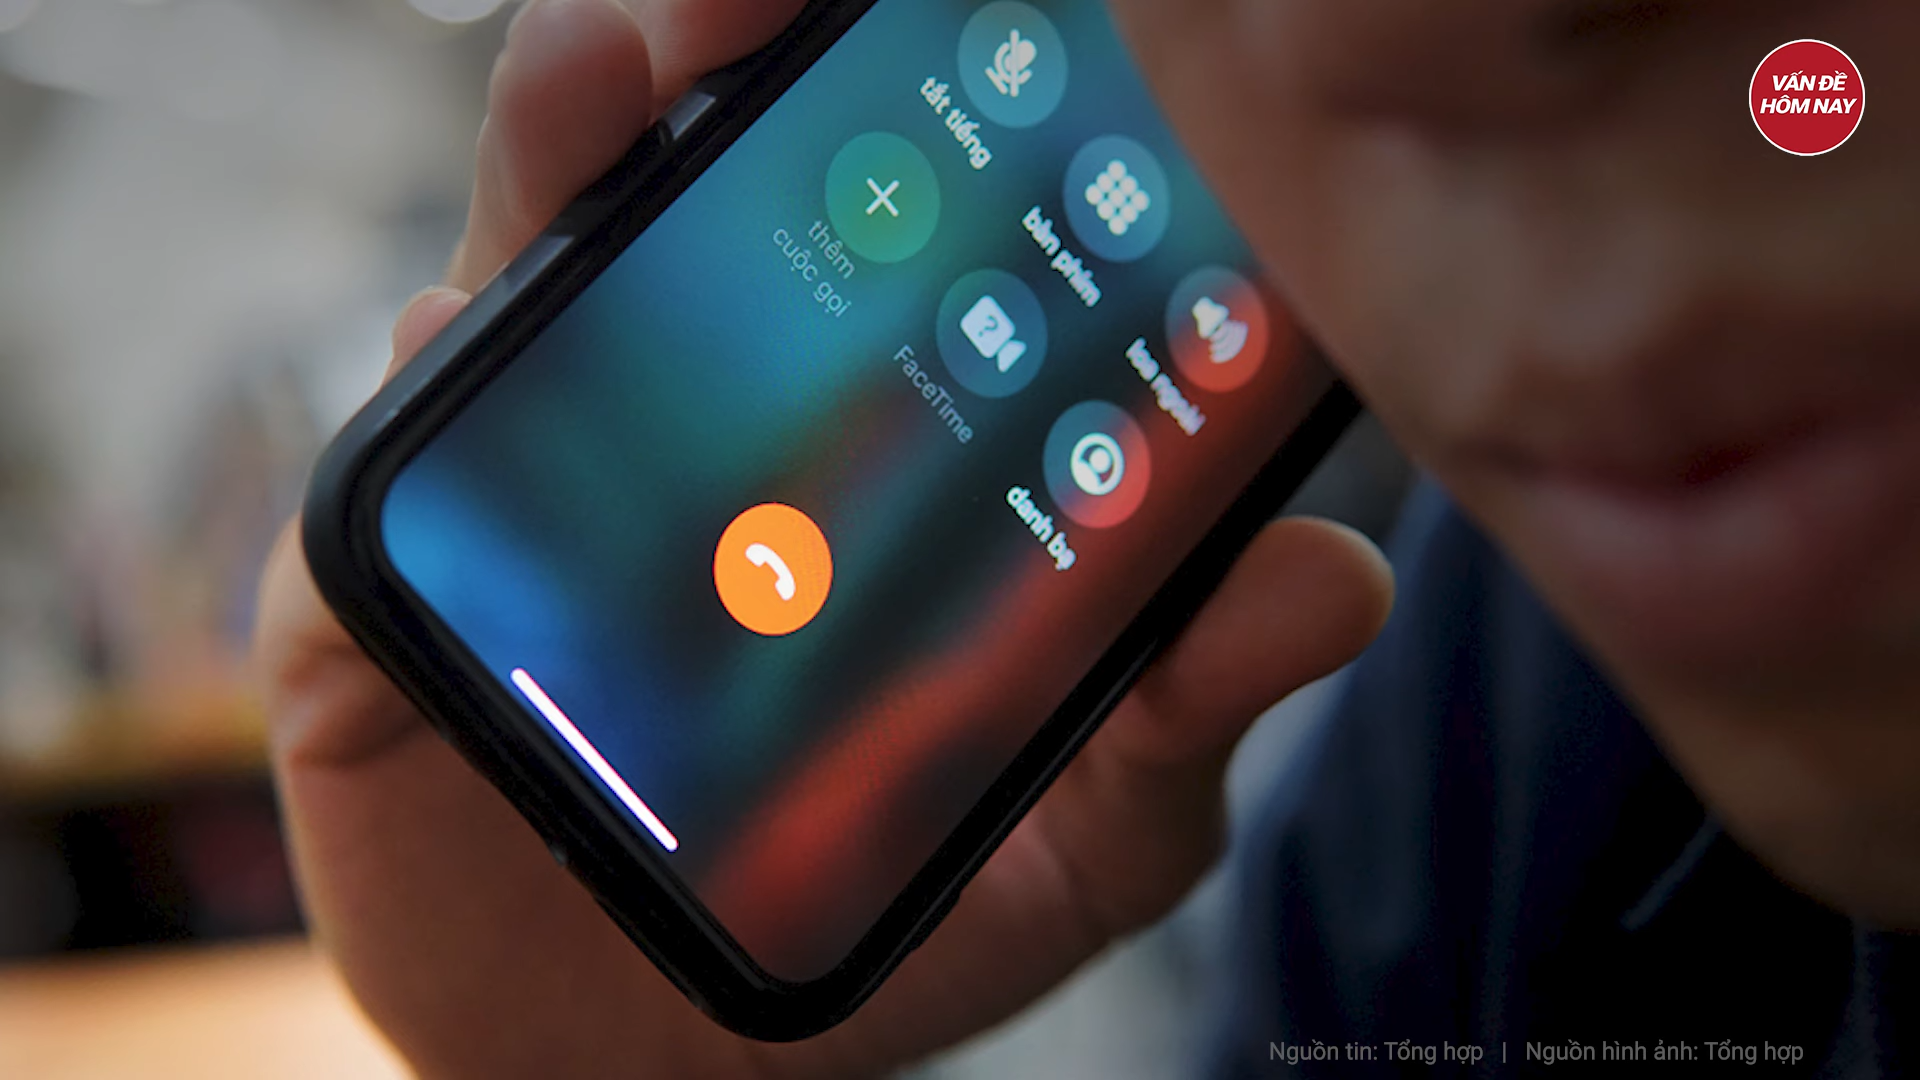 VẤN ĐỀ
HÔM NAY
tắt tiếng
bàn phím
loa ngoài
thêm
cuộc gọi
FaceTime
danh bạ
Nguồn tin: Tổng hợp | Nguồn hình ảnh: Tổng hợp